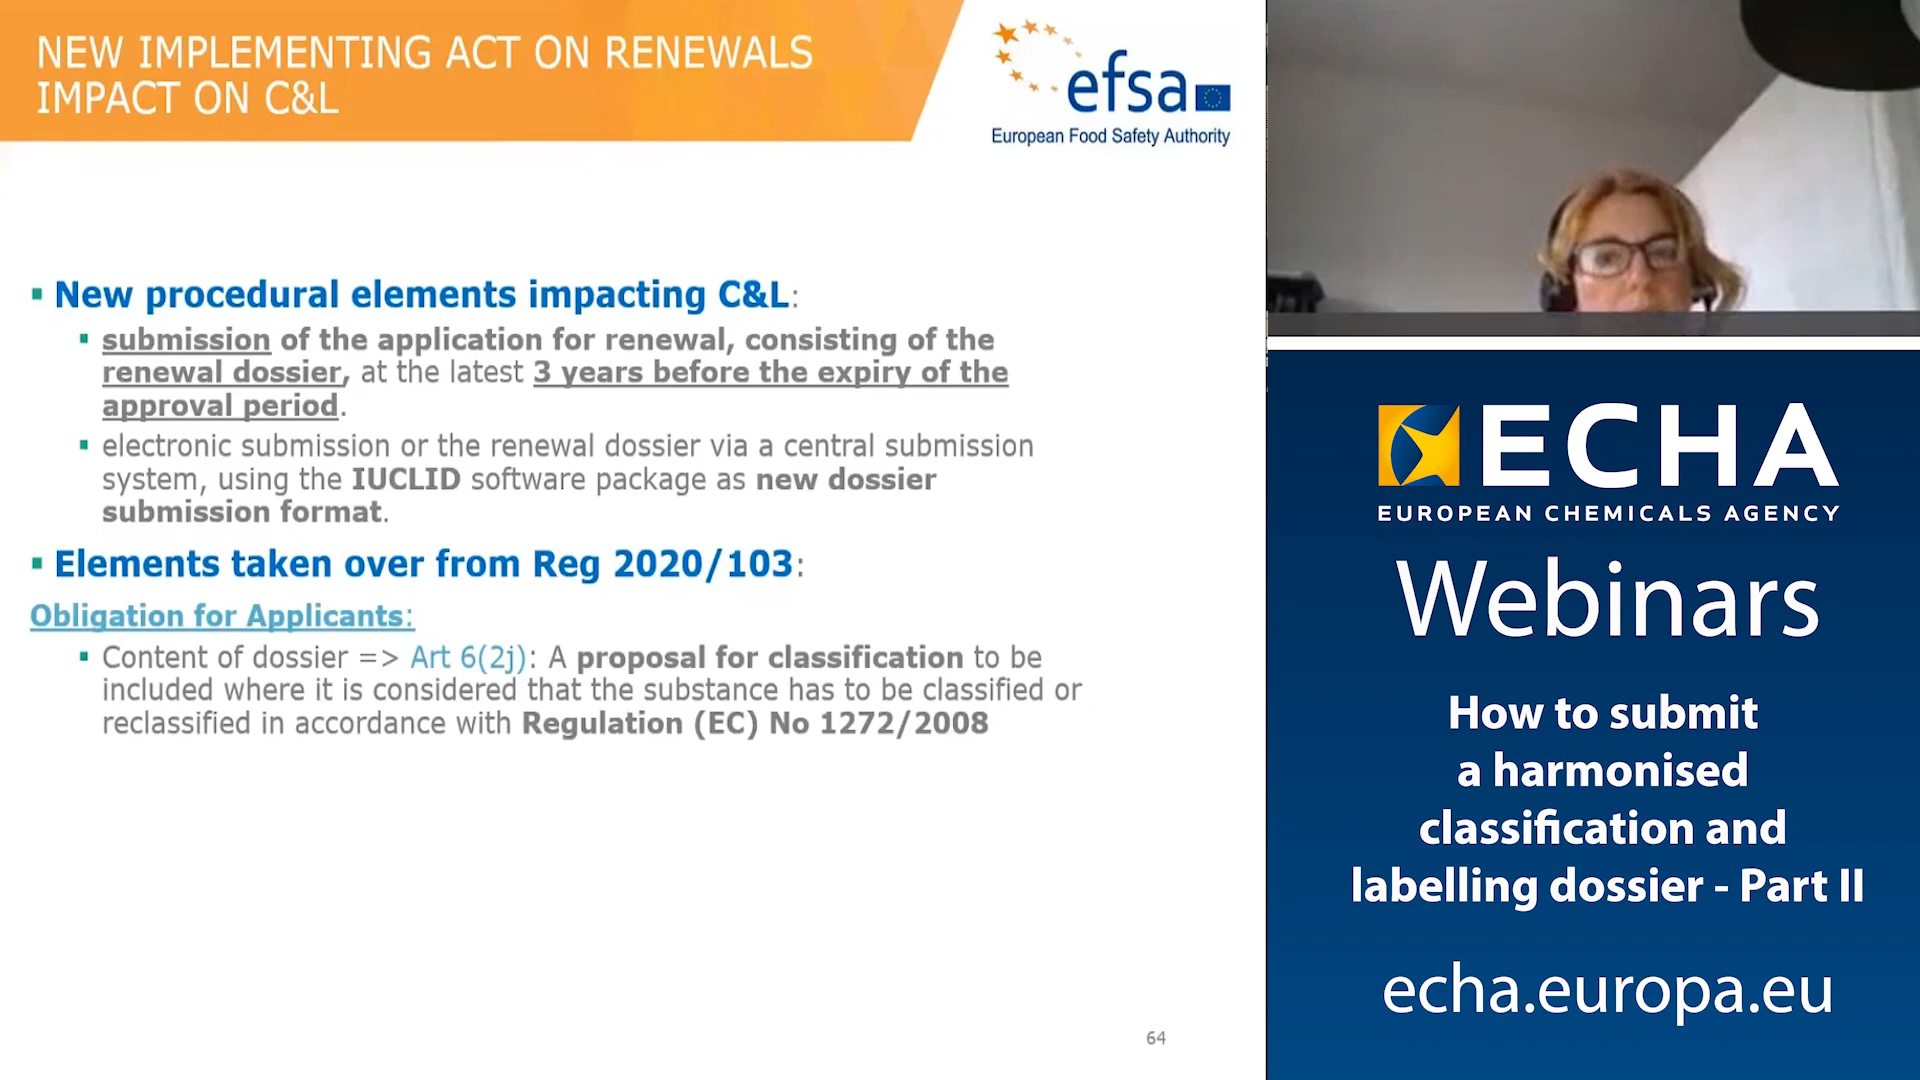 NEW IMPLEMENTING ACT ON RENEWALS
IMPACT ON C&L
efsa
European Food Safety Authority
New procedural elements impacting C&L:
submission of the application for renewal, consisting of the
renewal dossier, at the latest 3 years before the expiry of the
approval period.
electronic submission or the renewal dossier via a central submission
system, using the IUCLID software package as new dossier
submission format.
Elements taken over from Reg 2020/103:
Obligation for Applicants:
Content of dossier => Art 6(2j): A proposal for classification to be
included where it is considered that the substance has to be classified or
reclassified in accordance with Regulation (EC) No 1272/2008
64
ECHA
EUROPEAN CHEMICALS AGENCY
Webinars
How to submit
a harmonised
classification and
labelling dossier - Part II
echa.europa.eu